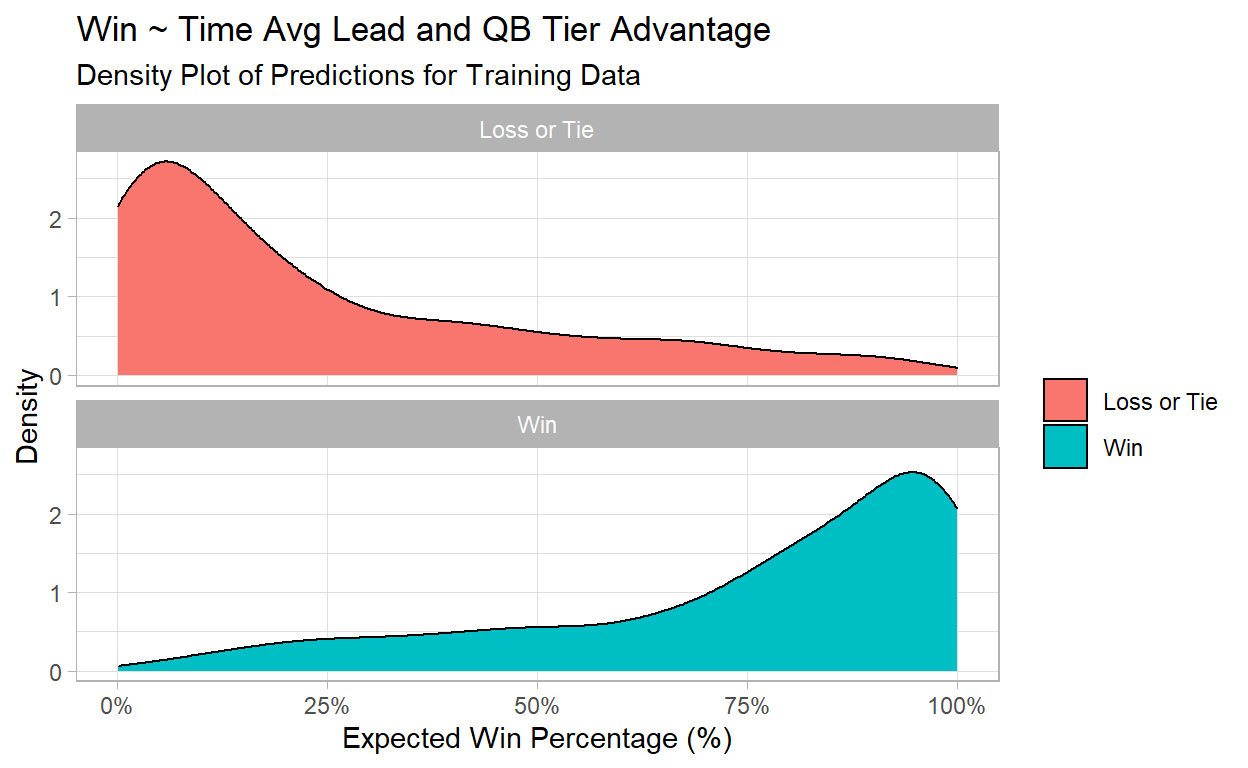 Win ~ Time Avg Lead and QB Tier Advantage
Density Plot of Predictions for Training Data
Loss or Tie
2
1
0
Win
2
1
0
0%
25%
50%
75%
100%
Expected Win Percentage (%)
Density
Loss or Tie
Win